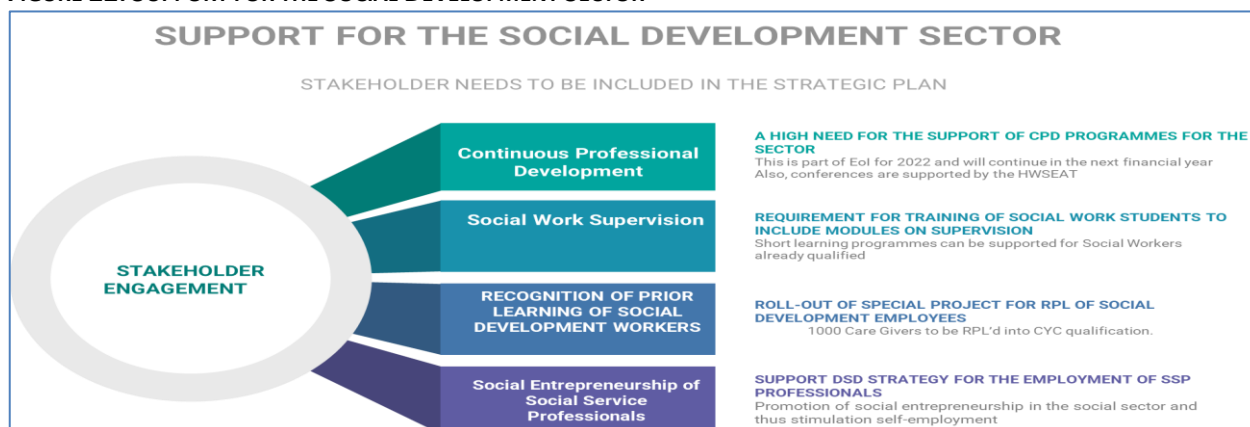 SUPPORT FOR THE SOCIAL DEVELOPMENT SECTOR
STAKEHOLDER NEEDS TO BE INCLUDED IN THE STRATEGIC PLAN
STAKEHOLDER
ENGAGEMENT
Continuous Professional
Development
A HIGH NEED FOR THE SUPPORT OF CPD PROGRAMMES FOR THE
SECTOR
This is part of EoI for 2022 and will continue in the next financial year
Also, conferences are supported by the HWSEAT
Social Work Supervision
REQUIREMENT FOR TRAINING OF SOCIAL WORK STUDENTS TO
INCLUDE MODULES ON SUPERVISION
Short learning programmes can be supported for Social Workers
already qualified
RECOGNITION OF PRIOR
LEARNING OF SOCIAL
DEVELOPMENT WORKERS
ROLL-OUT OF SPECIAL PROJECT FOR RPL OF SOCIAL
DEVELOPMENT EMPLOYEES
1000 Care Givers to be RPL'd into CYC qualification.
Social Entrepreneurship of
Social Service
Professionals
SUPPORT DSD STRATEGY FOR THE EMPLOYMENT OF SSP
PROFESSIONALS
Promotion of social entrepreneurship in the social sector and
thus stimulation self-employment